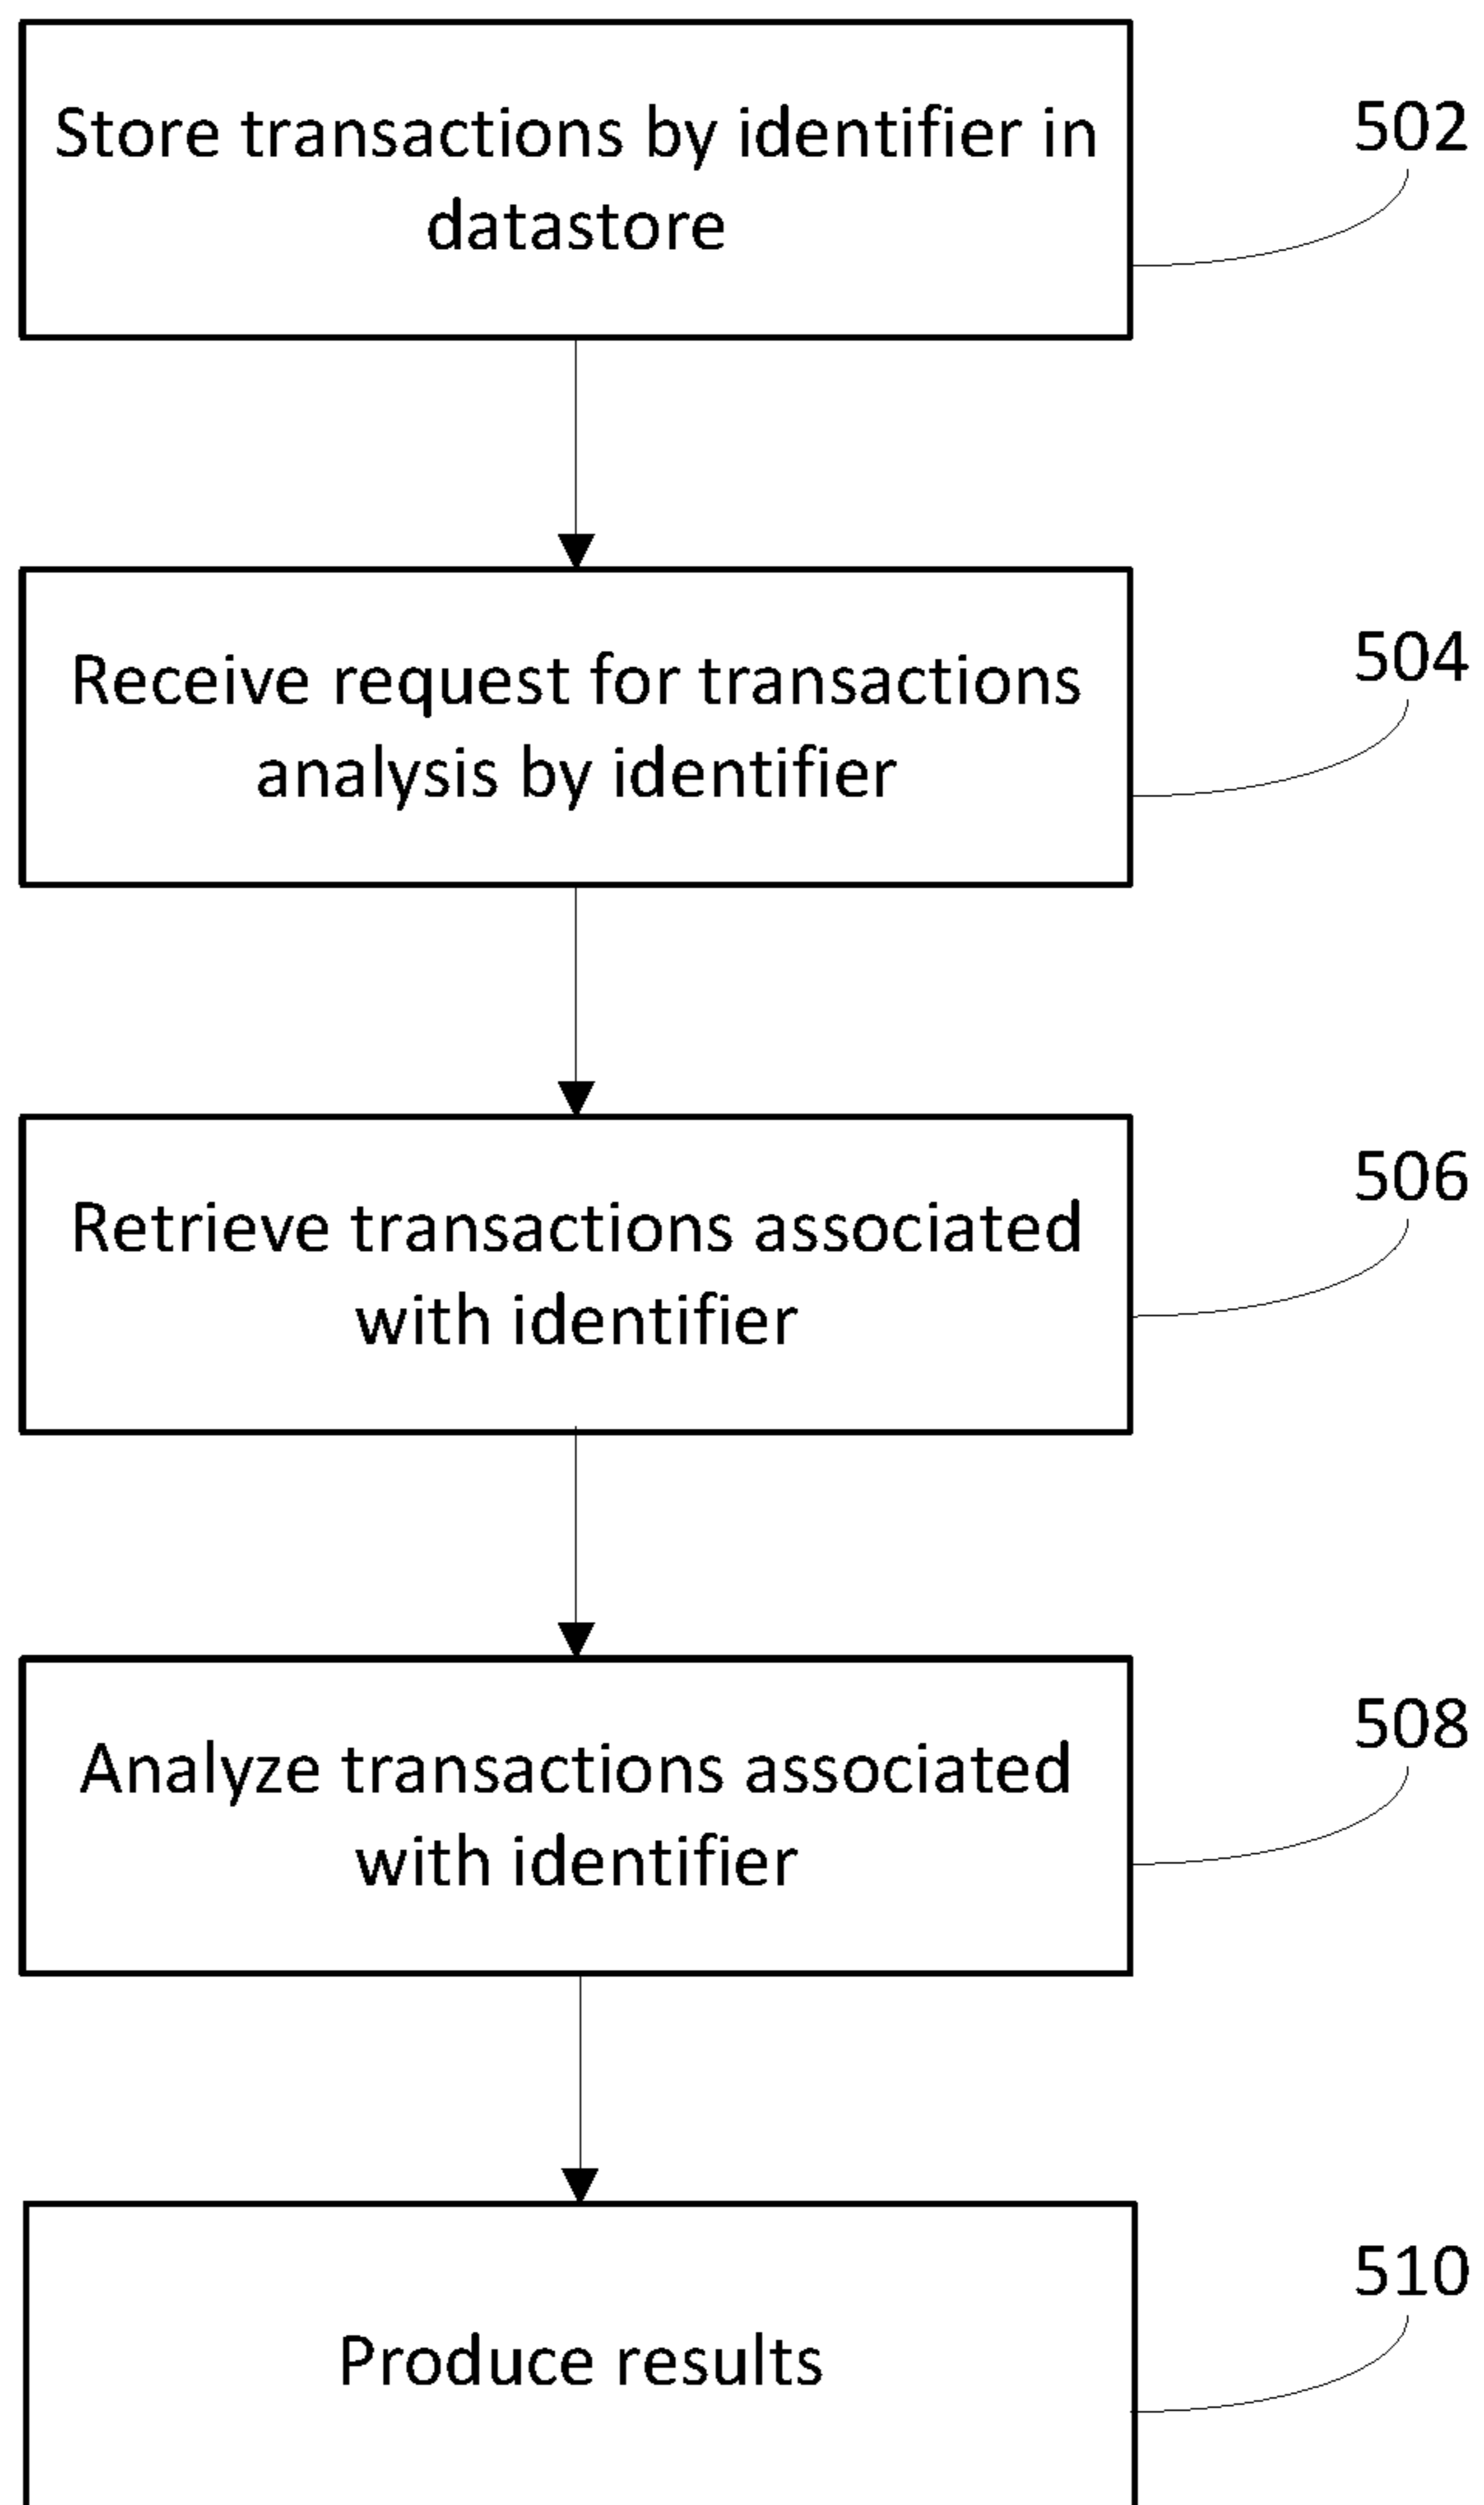 Store transactions by identifier in
datastore
502
Receive request for transactions
analysis by identifier
504
Retrieve transactions associated
with identifier
506
Analyze transactions associated
with identifier
508
Produce results
510